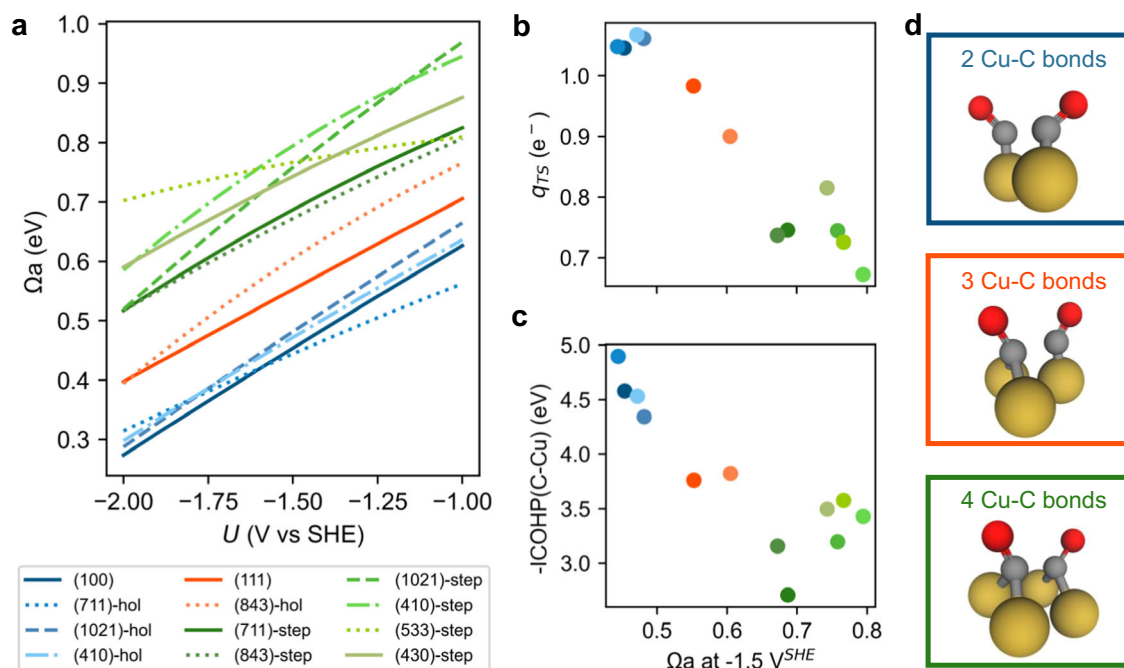 a
1.0
0.9
0.8
0.7
0.6
0.5
0.4
0.3
Ωa (eV)
−2.00 −1.75 −1.50 −1.25 −1.00
U (V vs SHE)
(100)
(711)-hol
(1021)-hol
(410)-hol
(111)
(843)-hol
(711)-step
(843)-step
(1021)-step
(410)-step
(533)-step
(430)-step
b
1.0
0.9
0.8
0.7
qTS (e−)
c
5.0
4.5
4.0
3.5
3.0
-ICOHP(C-Cu) (eV)
0.5 0.6 0.7 0.8
Ωa at -1.5 VSHE
d
2 Cu-C bonds
3 Cu-C bonds
4 Cu-C bonds